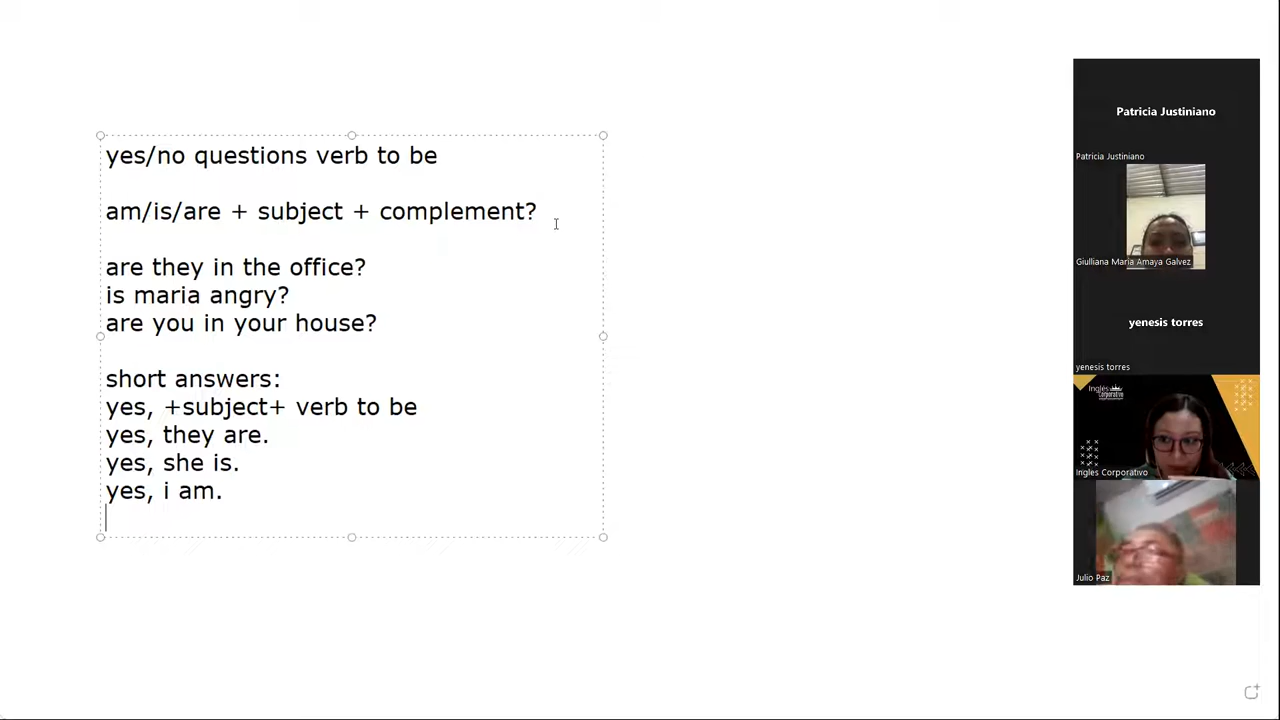 yes/no questions verb to be
am/is/are + subject + complement?
are they in the office?
is maria angry?
are you in your house?
short answers:
yes, +subject+ verb to be
yes, they are.
yes, she is.
yes, i am.
Patricia Justiniano
Patricia Justiniano
Giulliana Maria Amaya Galvez
yenesis torres
yenesis torres
Inglés
Corporativo
Ingles Corporativo
Julio Paz